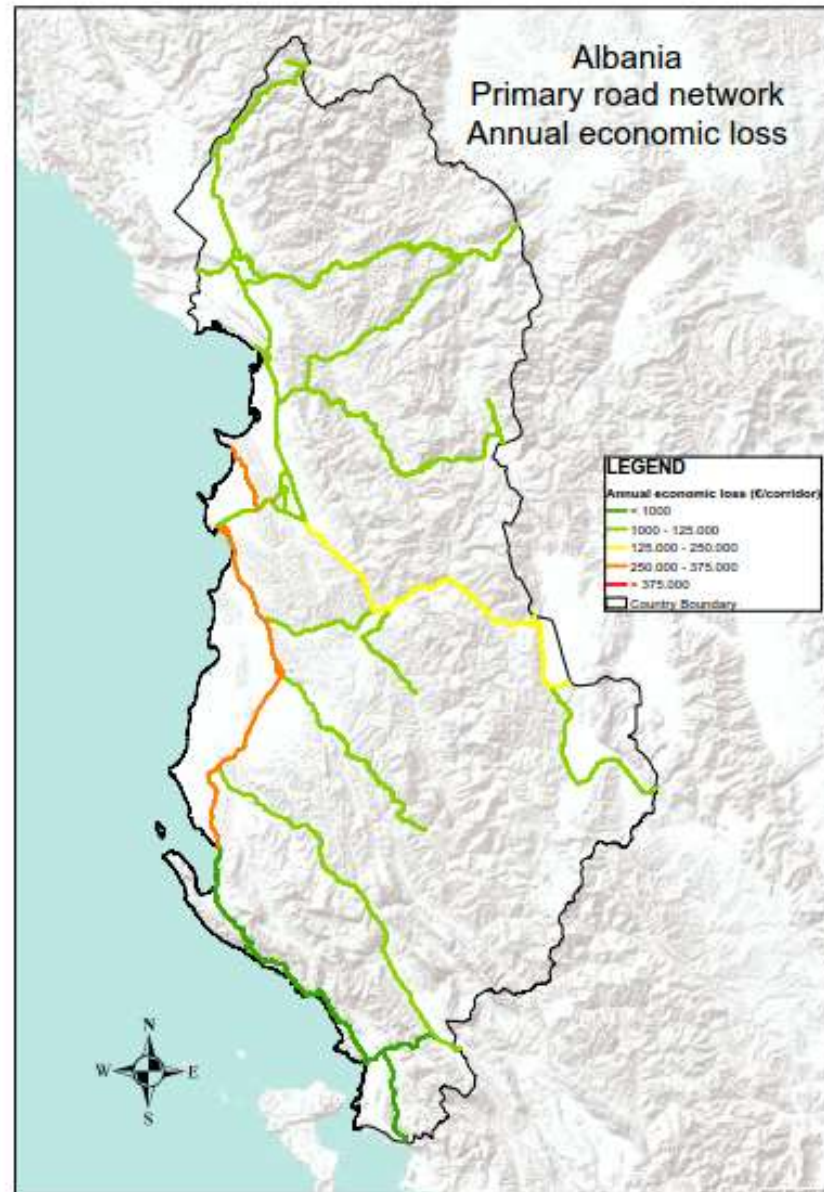 Albania
Primary road network
Annual economic loss
LEGEND
Annual economic loss (€/corridor)
< 1000
1000 - 125.000
125.000 - 250.000
250.000 - 375.000
> 375.000
Country Boundary
N
W E
S